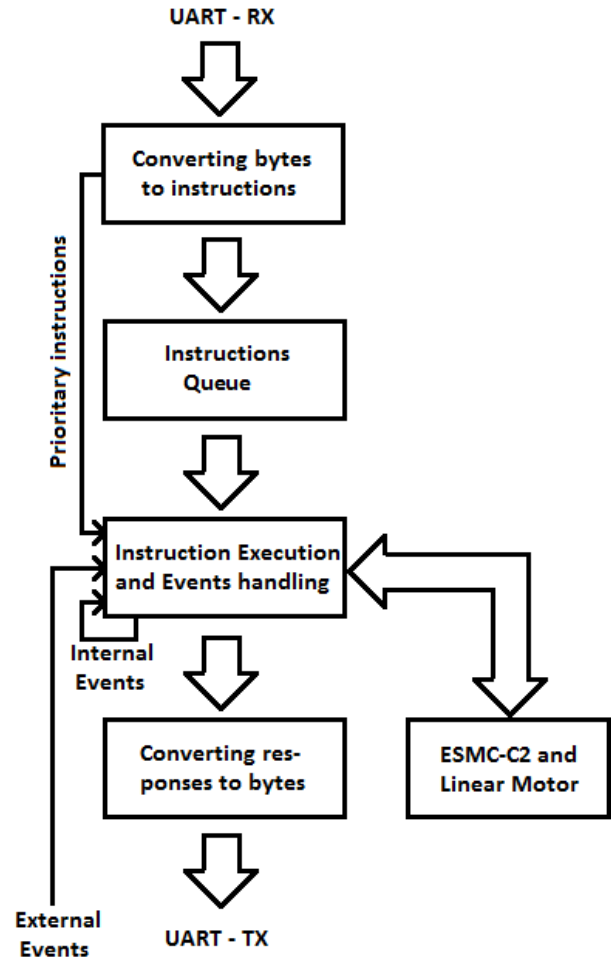 UART - RX
Converting bytes
to instructions
Prioritary instructions
Instructions
Queue
Instruction Execution
and Events handling
Internal
Events
Converting res-
ponses to bytes
ESMC-C2 and
Linear Motor
External
Events
UART - TX